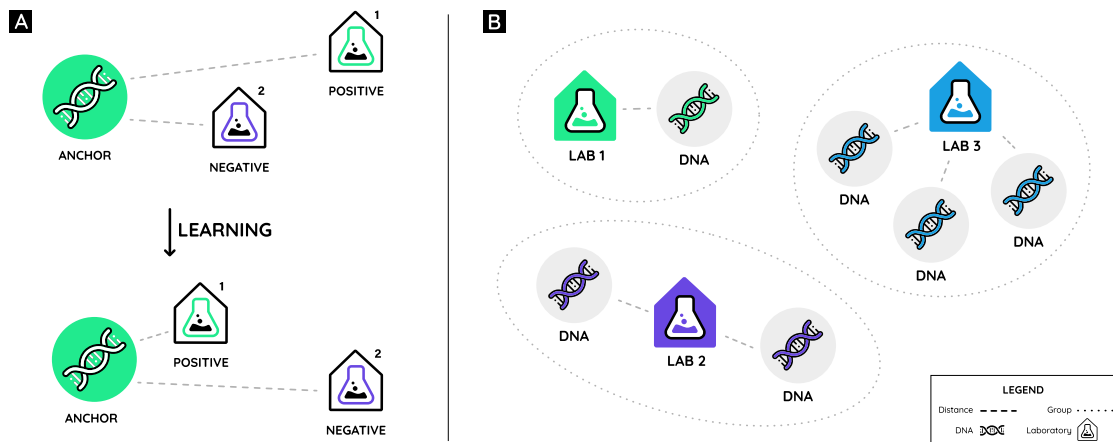 A
1
POSITIVE
2
ANCHOR
NEGATIVE
LEARNING
1
POSITIVE
2
ANCHOR
NEGATIVE
B
LAB 1
DNA
LAB 3
DNA
DNA
DNA
DNA
LAB 2
DNA
LEGEND
Distance
Group
DNA
Laboratory